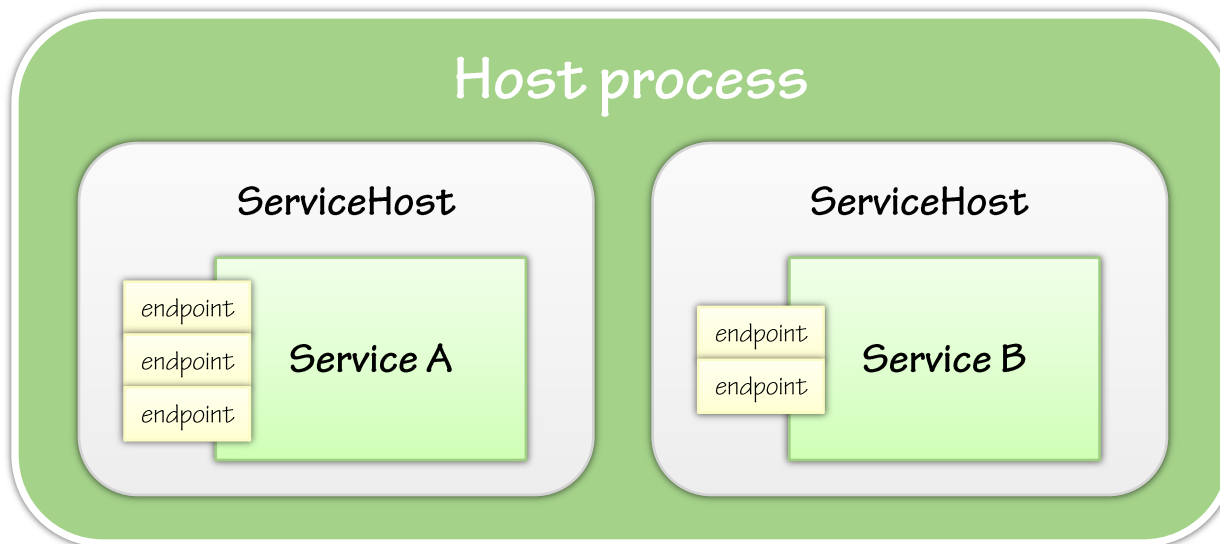 Host process
ServiceHost
endpoint
endpoint
endpoint
Service A
ServiceHost
endpoint
endpoint
Service B